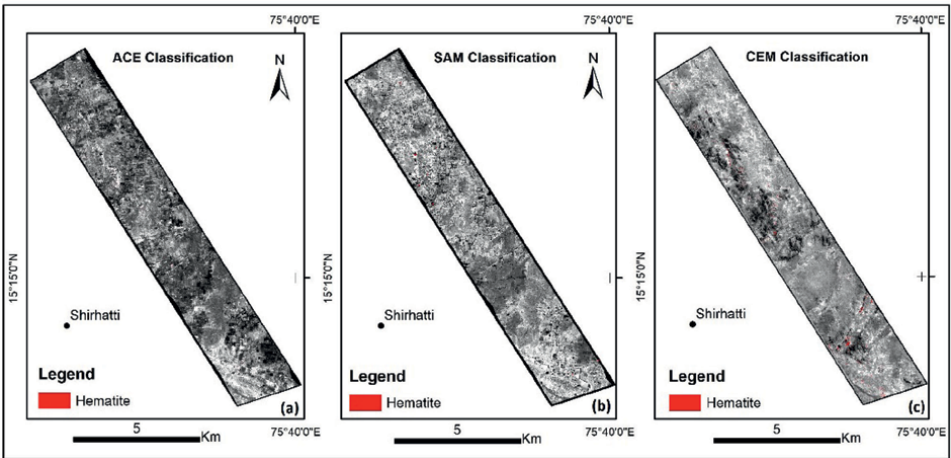 75°40'0"E
75°40'0"E
75°40'0"E
ACE Classification
N
15°15'0"N
Shirhatti
Legend
Hematite
(a)
5
Km
75°40'0"E
SAM Classification
N
15°15'0"N
Shirhatti
Legend
Hematite
(b)
5
Km
75°40'0"E
CEM Classification
15°15'0"N
Shirhatti
Legend
Hematite
(c)
5
Km
75°40'0"E